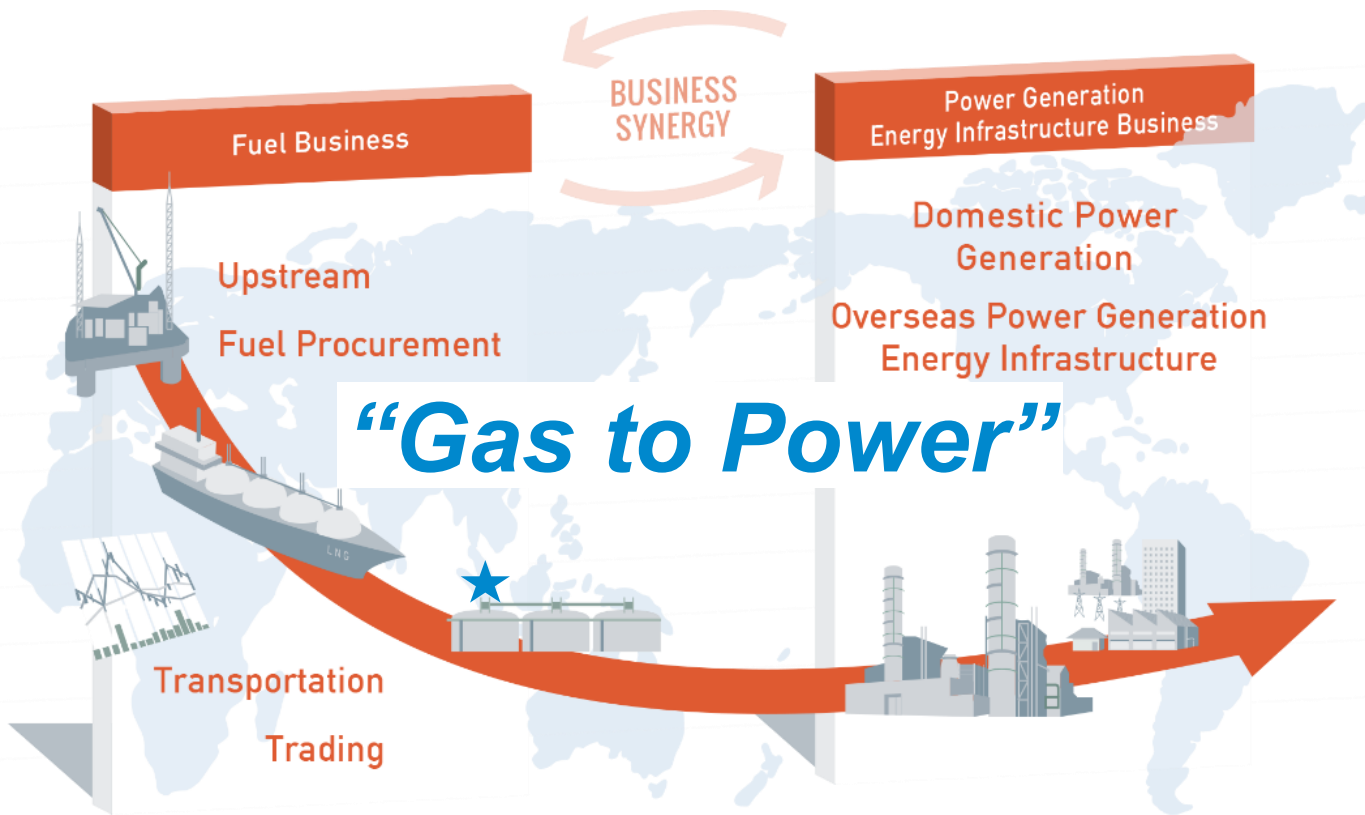 BUSINESS
SYNERGY
Fuel Business
Power Generation
Energy Infrastructure Business
Upstream
Fuel Procurement
Domestic Power
Generation
Overseas Power Generation
Energy Infrastructure
“Gas to Power”
LNG
Transportation
Trading